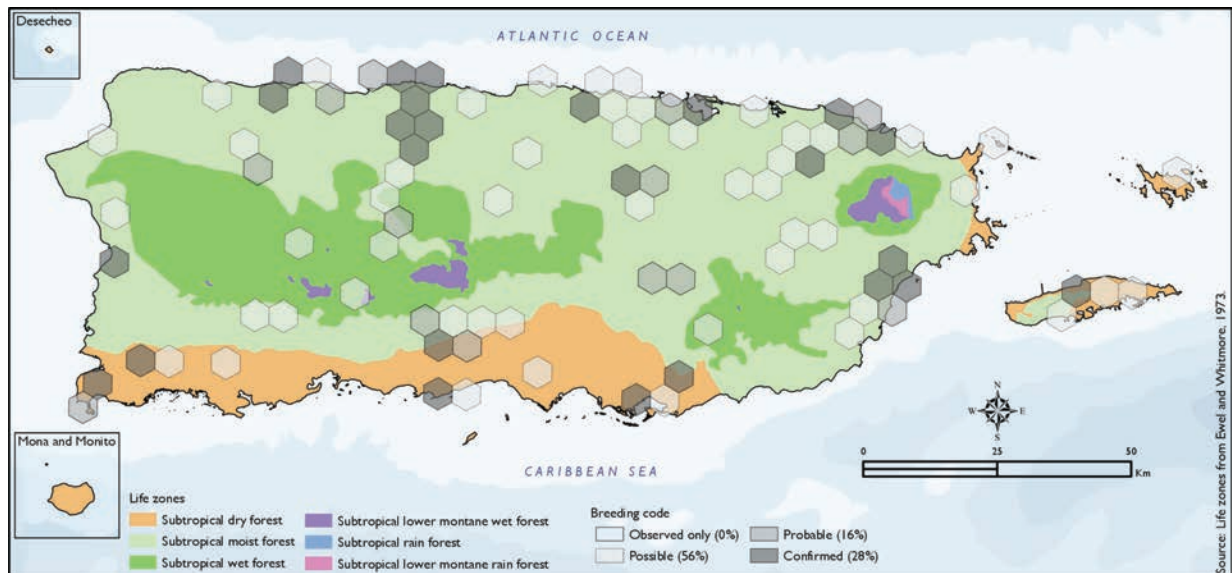 Desecheo
ATLANTIC OCEAN
N
W E
S
0 25 50
Km
Mona and Monito
CARIBBEAN SEA
Life zones
Subtropical dry forest
Subtropical moist forest
Subtropical wet forest
Subtropical lower montane wet forest
Subtropical rain forest
Subtropical lower montane rain forest
Breeding code
Observed only (0%)
Possible (56%)
Probable (16%)
Confirmed (28%)
Source: Life zones from Ewel and Whitmore, 1973.